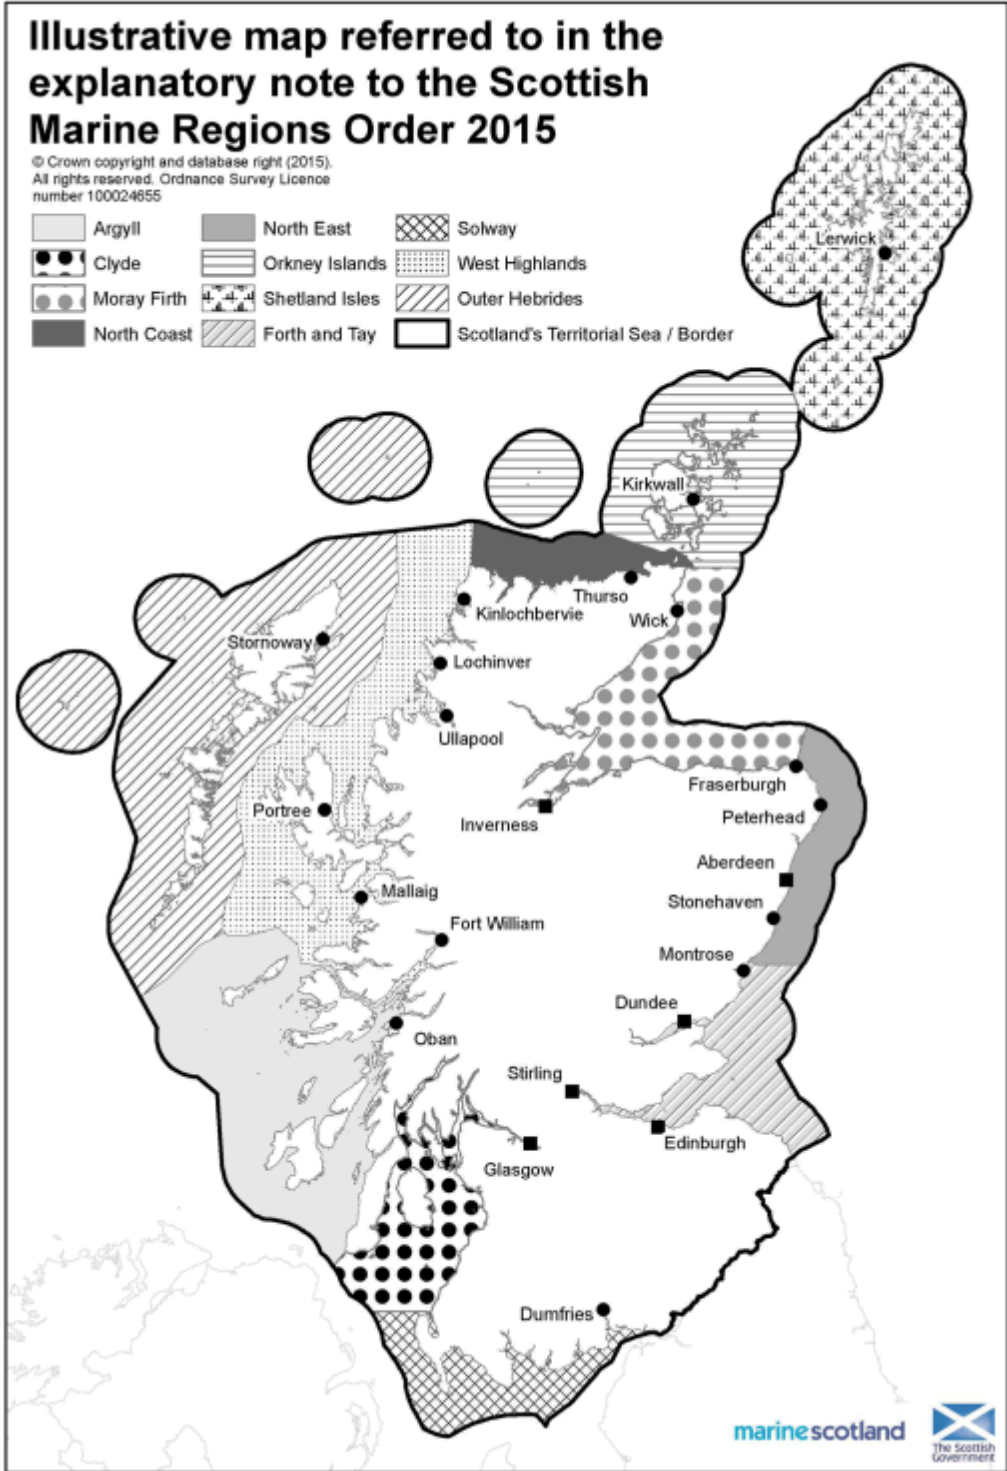 Illustrative map referred to in the
explanatory note to the Scottish
Marine Regions Order 2015
© Crown copyright and database right (2015).
All rights reserved. Ordnance Survey Licence
number 100024655
Argyll
North East
Solway
Clyde
Orkney Islands
West Highlands
Moray Firth
Shetland Isles
Outer Hebrides
North Coast
Forth and Tay
Scotland's Territorial Sea / Border
Lerwick
Kirkwall
Thurso
Kinlochbervie
Wick
Stornoway
Lochinver
Ullapool
Fraserburgh
Portree
Inverness
Peterhead
Aberdeen
Mallaig
Stonehaven
Fort William
Montrose
Dundee
Oban
Stirling
Edinburgh
Glasgow
Dumfries
marinescotland
The Scottish
Government